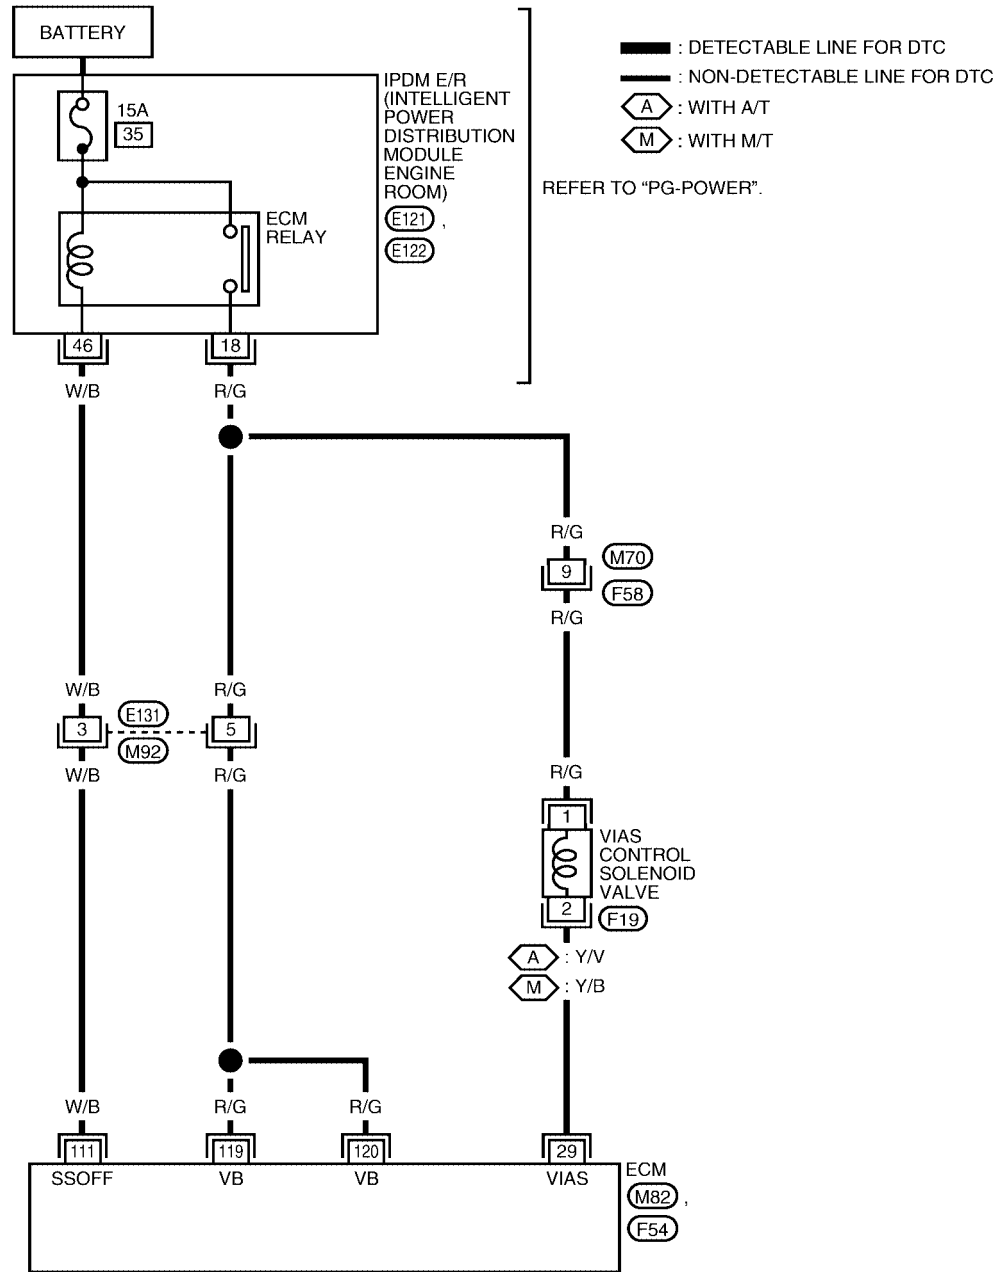 BATTERY
: DETECTABLE LINE FOR DTC
: NON-DETECTABLE LINE FOR DTC
A : WITH A/T
M : WITH M/T
REFER TO “PG-POWER”.
IPDM E/R
(INTELLIGENT
POWER
DISTRIBUTION
MODULE
ENGINE
ROOM)
E121 ,
E122
15A
35
ECM
RELAY
46
18
W/B
R/G
R/G
9
M70
F58
R/G
W/B
R/G
3
E131
M92
5
W/B
R/G
R/G
1
VIAS
CONTROL
SOLENOID
VALVE
2
F19
A : Y/V
M : Y/B
W/B
R/G
R/G
111
119
120
29
SSOFF
VB
VB
VIAS
ECM
M82 ,
F54